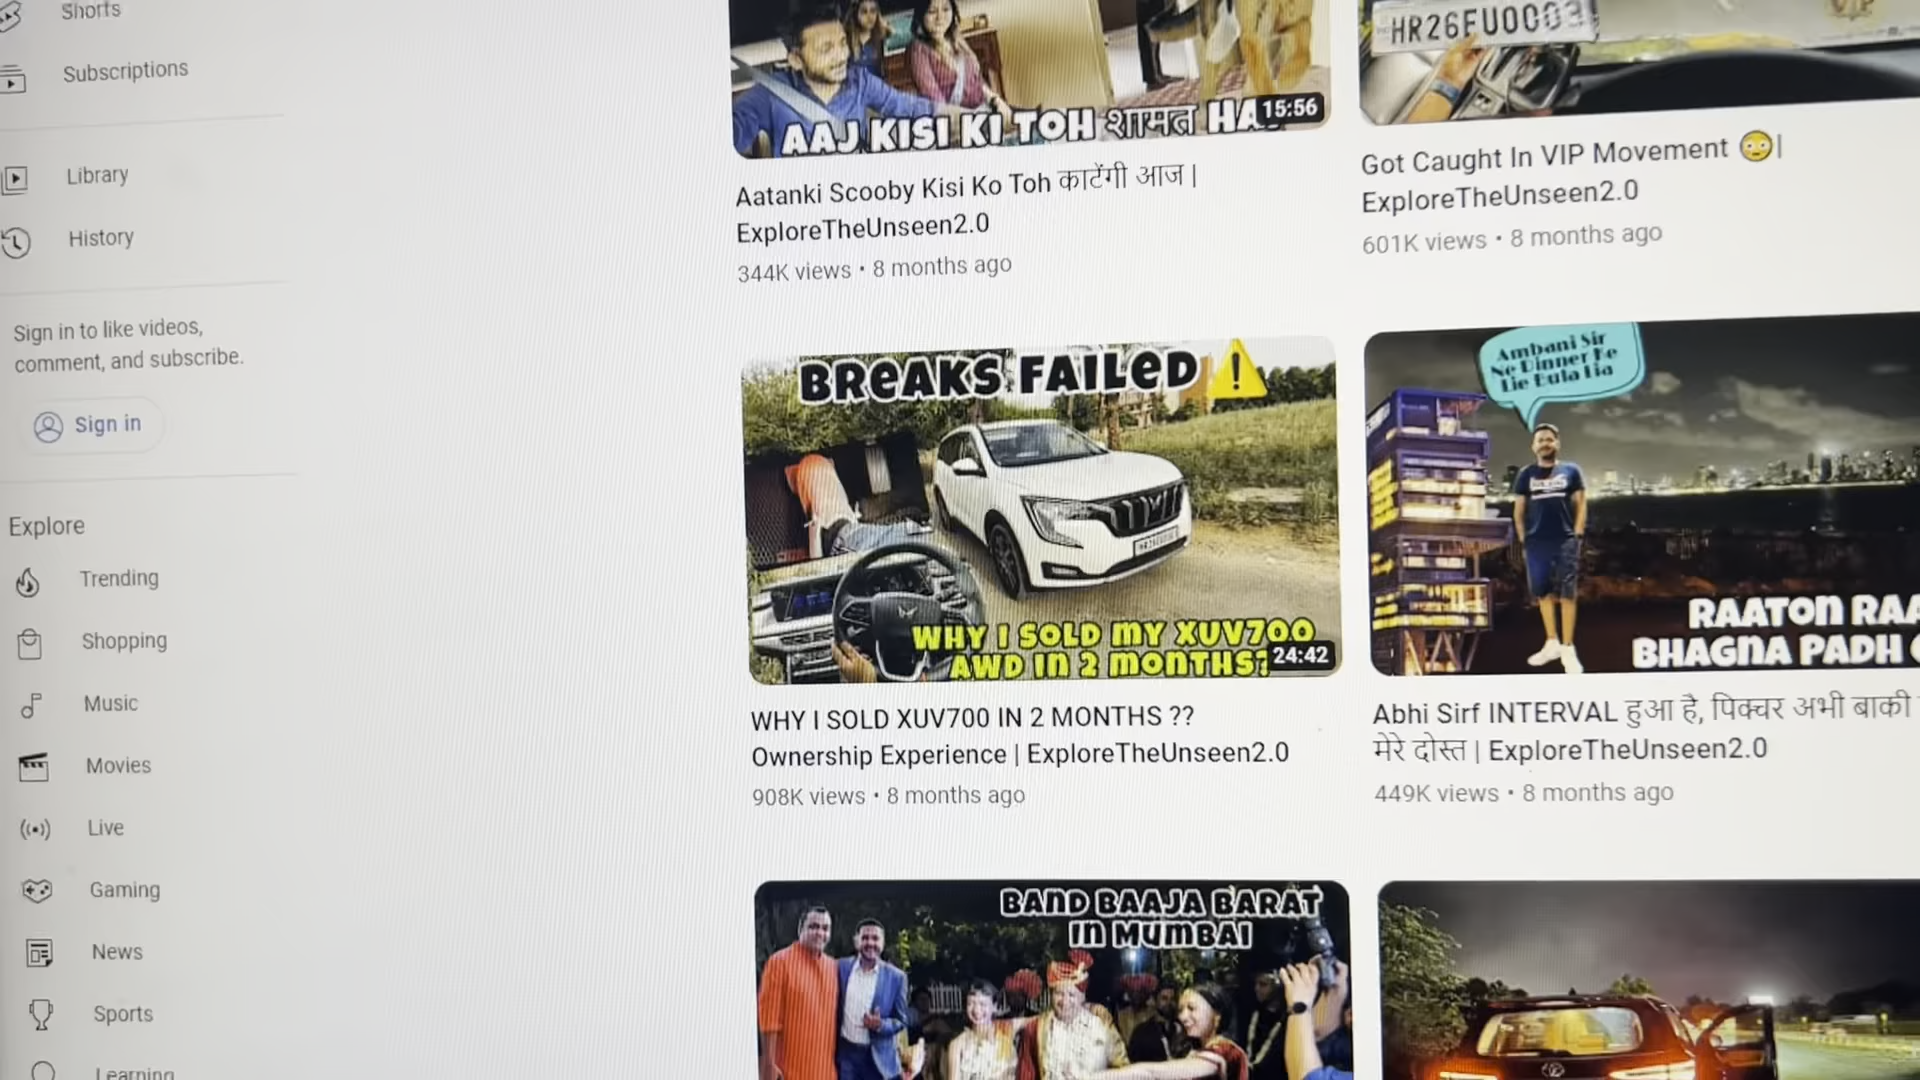 Shorts
Subscriptions
Library
History
Sign in to like videos,
comment, and subscribe.
Sign in
Explore
Trending
Shopping
Music
Movies
Live
Gaming
News
Sports
Learning
AAJ KISI KI TOH शामत HAI
15:56
Aatanki Scooby Kisi Ko Toh काटेंगी आज |
ExploreTheUnseen2.0
344K views • 8 months ago
HR26EU0003
VIP
Got Caught In VIP Movement 😳|
ExploreTheUnseen2.0
601K views • 8 months ago
BREAKS FAILED
WHY I SOLD MY XUV700
AWD IN 2 MONTHS?
24:42
WHY I SOLD XUV700 IN 2 MONTHS ??
Ownership Experience | ExploreTheUnseen2.0
908K views • 8 months ago
Ambani Sir
Ne Dinner Ke
Lie Bula Lia
RAATON RAA
BHAGNA PADH
Abhi Sirf INTERVAL हुआ है, पिक्चर अभी बाकी
मेरे दोस्त | ExploreTheUnseen2.0
449K views • 8 months ago
BAND BAAJA BARAT
IN MUMBAI